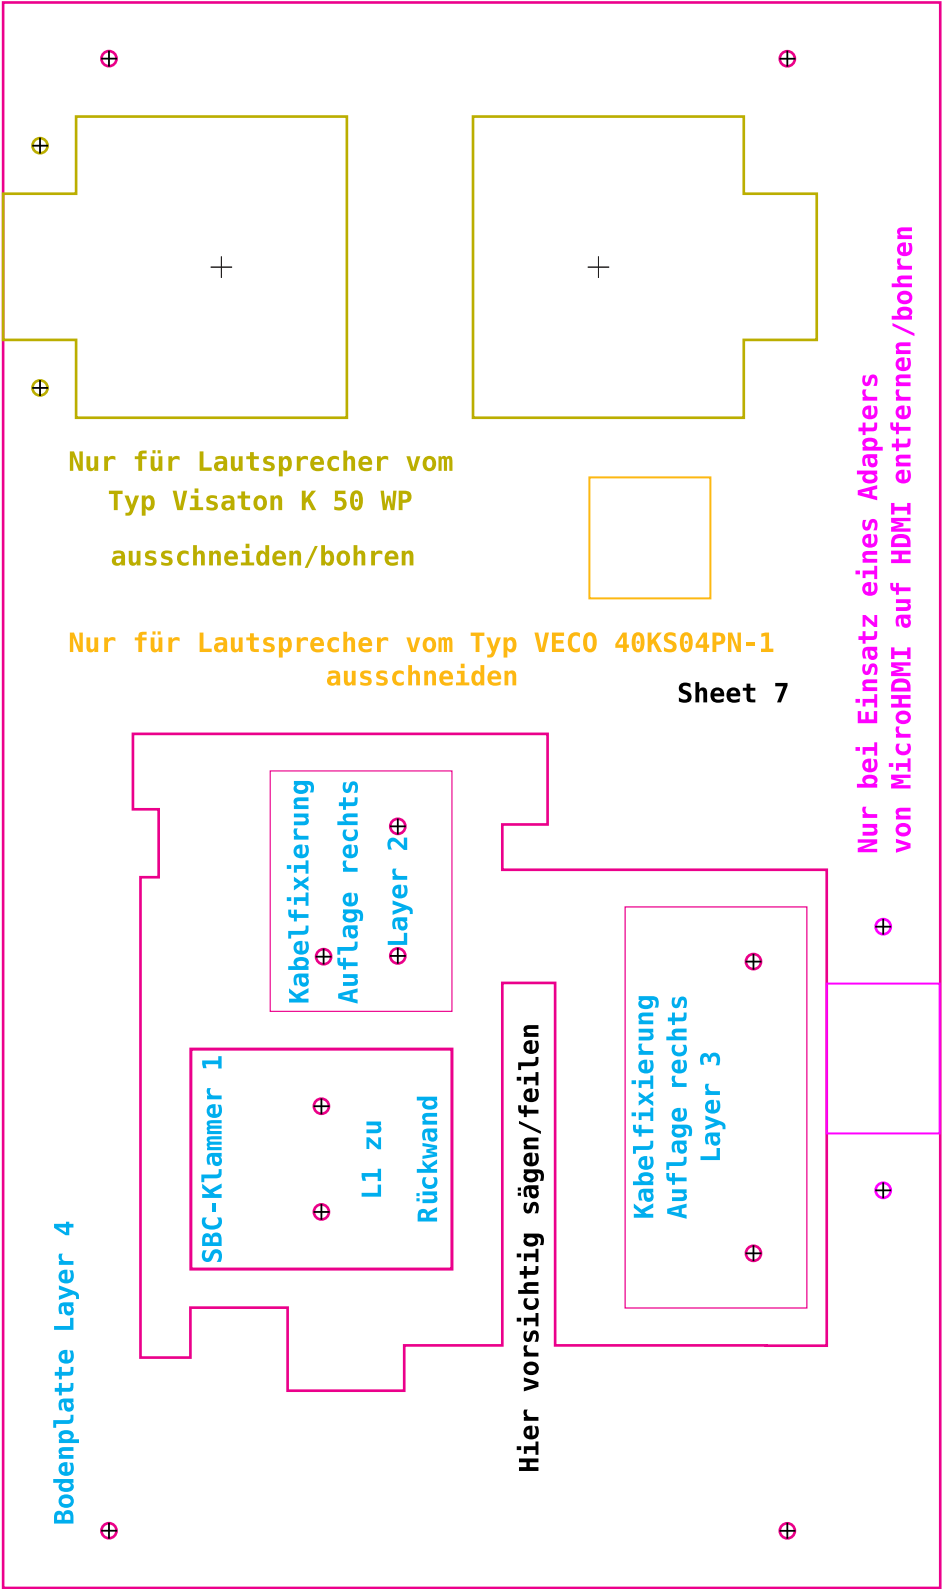 Nur für Lautsprecher vom
Typ Visaton K 50 WP
ausschneiden/bohren
Nur für Lautsprecher vom Typ VECO 40KS04PN-1
ausschneiden
Sheet 7
Nur bei Einsatz eines Adapters
von MicroHDMI auf HDMI entfernen/bohren
Kabelfixierung
Auflage rechts
Layer 2
SBC-Klammer 1
L1 zu
Rückwand
Hier vorsichtig sägen/feilen
Kabelfixierung
Auflage rechts
Layer 3
Bodenplatte Layer 4